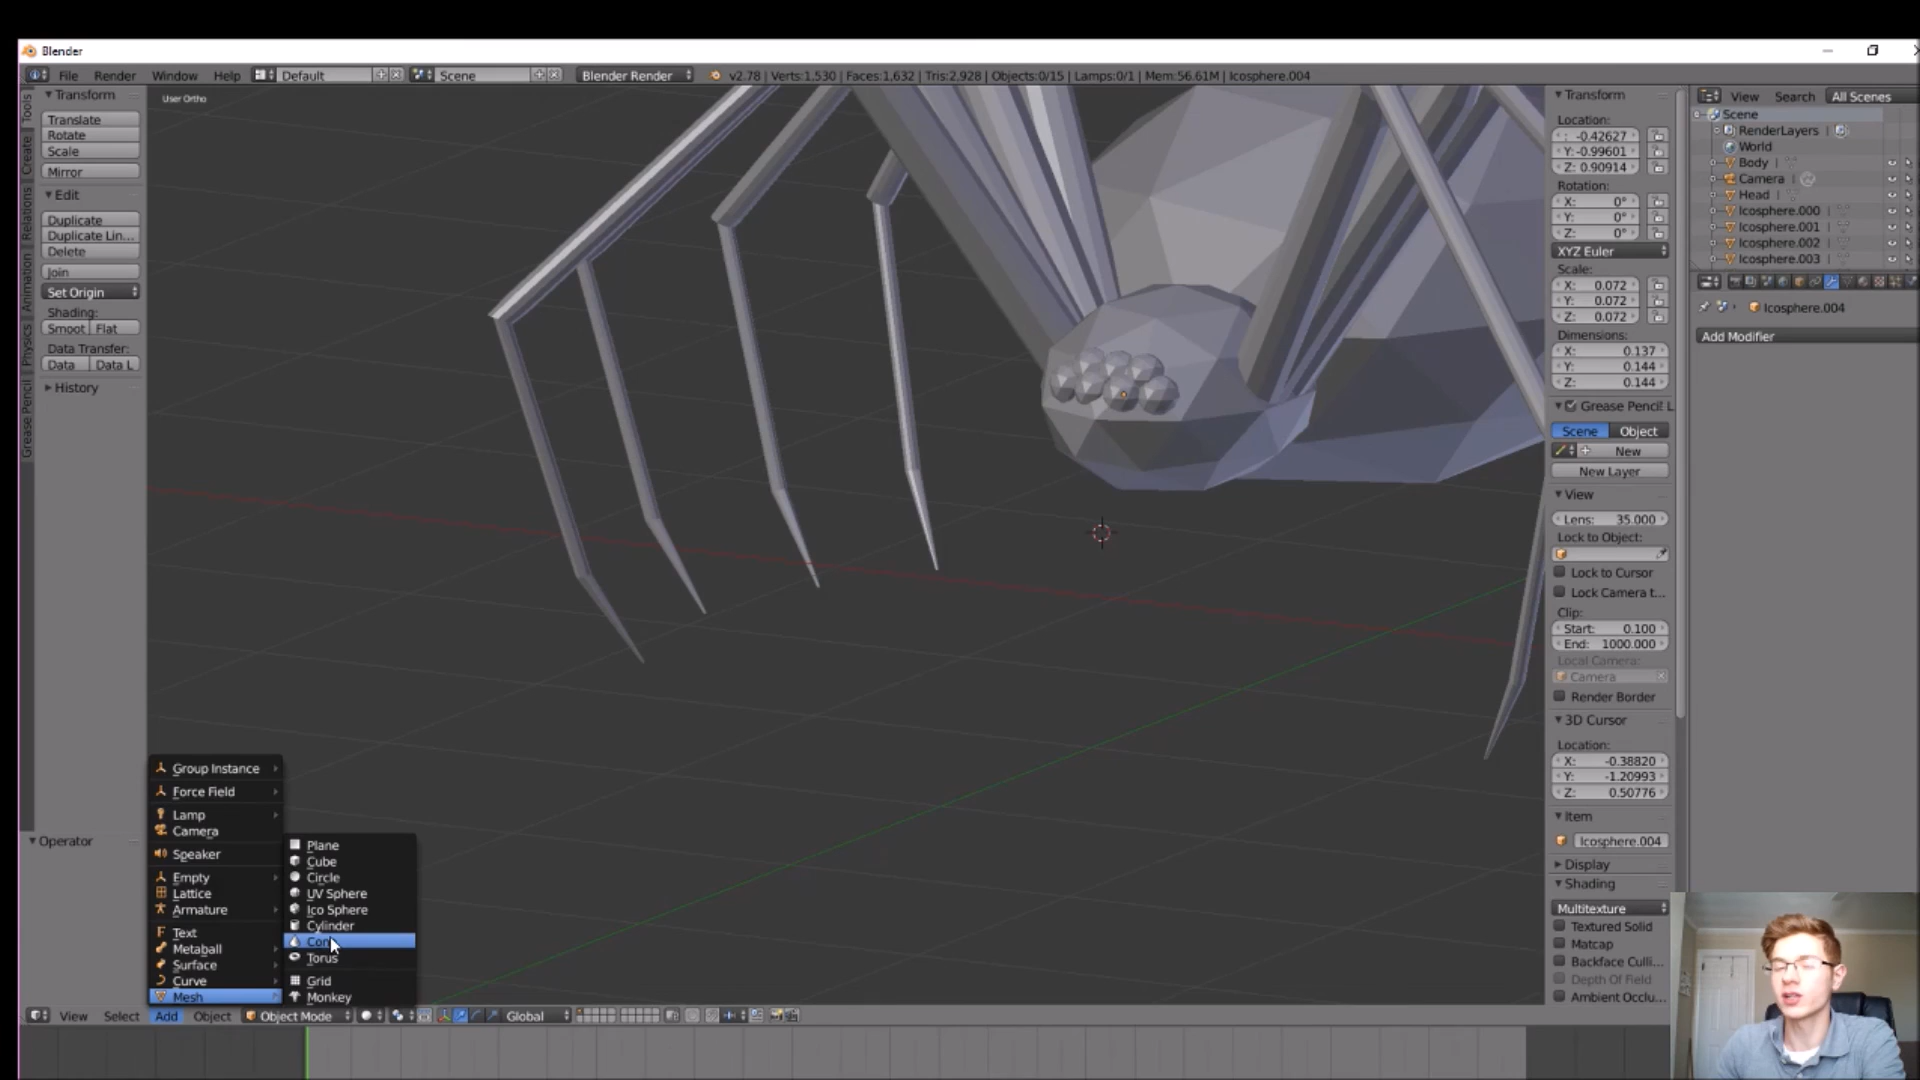 Blender
File Render Window Help Default Scene Blender Render v2.78 | Verts:1,530 | Faces:1,632 | Tris:2,928 | Objects:0/15 | Lamps:0/1 | Mem:56.61M | Icosphere.004
Transform
Translate
Rotate
Scale
Mirror
Edit
Duplicate
Duplicate Lin...
Delete
Join
Set Origin
Shading:
Smoot Flat
Data Transfer:
Data Data L
History
Operator
Tools
Create
Relations
Animation
Physics
Grease Pencil
User Ortho
Group Instance
Force Field
Lamp
Camera
Speaker
Empty
Lattice
Armature
Text
Metaball
Surface
Curve
Mesh
Plane
Cube
Circle
UV Sphere
Ico Sphere
Cylinder
Con
Torus
Grid
Monkey
View Select Add Object Object Mode Global
Transform
Location:
: -0.42627
Y: -0.99601
Z: 0.90914
Rotation:
X: 0°
Y: 0°
Z: 0°
XYZ Euler
Scale:
X: 0.072
Y: 0.072
Z: 0.072
Dimensions:
X: 0.137
Y: 0.144
Z: 0.144
Grease Pencil L
Scene Object
New
New Layer
View
Lens: 35.000
Lock to Object:
Lock to Cursor
Lock Camera t...
Clip:
Start: 0.100
End: 1000.000
Local Camera:
Camera
Render Border
3D Cursor
Location:
X: -0.38820
Y: -1.20993
Z: 0.50776
Item
Icosphere.004
Display
Shading
Multitexture
Textured Solid
Matcap
Backface Culli...
Depth Of Field
Ambient Occlu...
View Search All Scenes
Scene
RenderLayers |
World
Body |
Camera |
Head |
Icosphere.000 |
Icosphere.001 |
Icosphere.002 |
Icosphere.003 |
Icosphere.004
Add Modifier